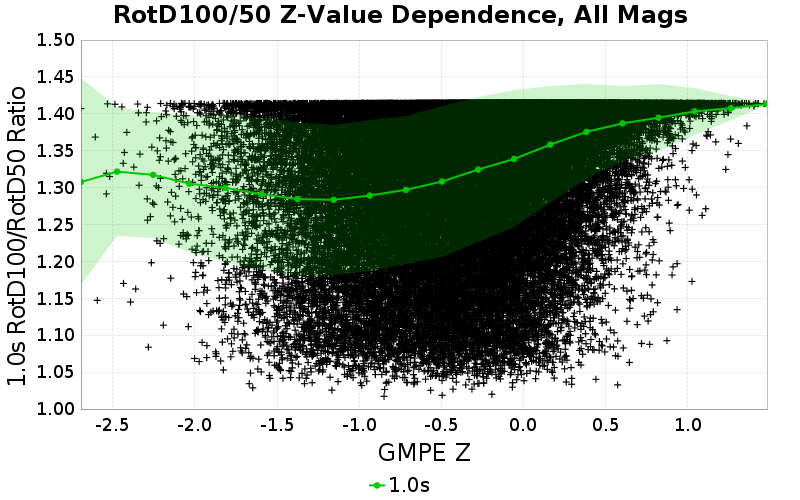 RotD100/50 Z-Value Dependence, All Mags
1.0s RotD100/RotD50 Ratio
1.50
1.45
1.40
1.35
1.30
1.25
1.20
1.15
1.10
1.05
1.00
-2.5 -2.0 -1.5 -1.0 -0.5 0.0 0.5 1.0
GMPE Z
1.0s